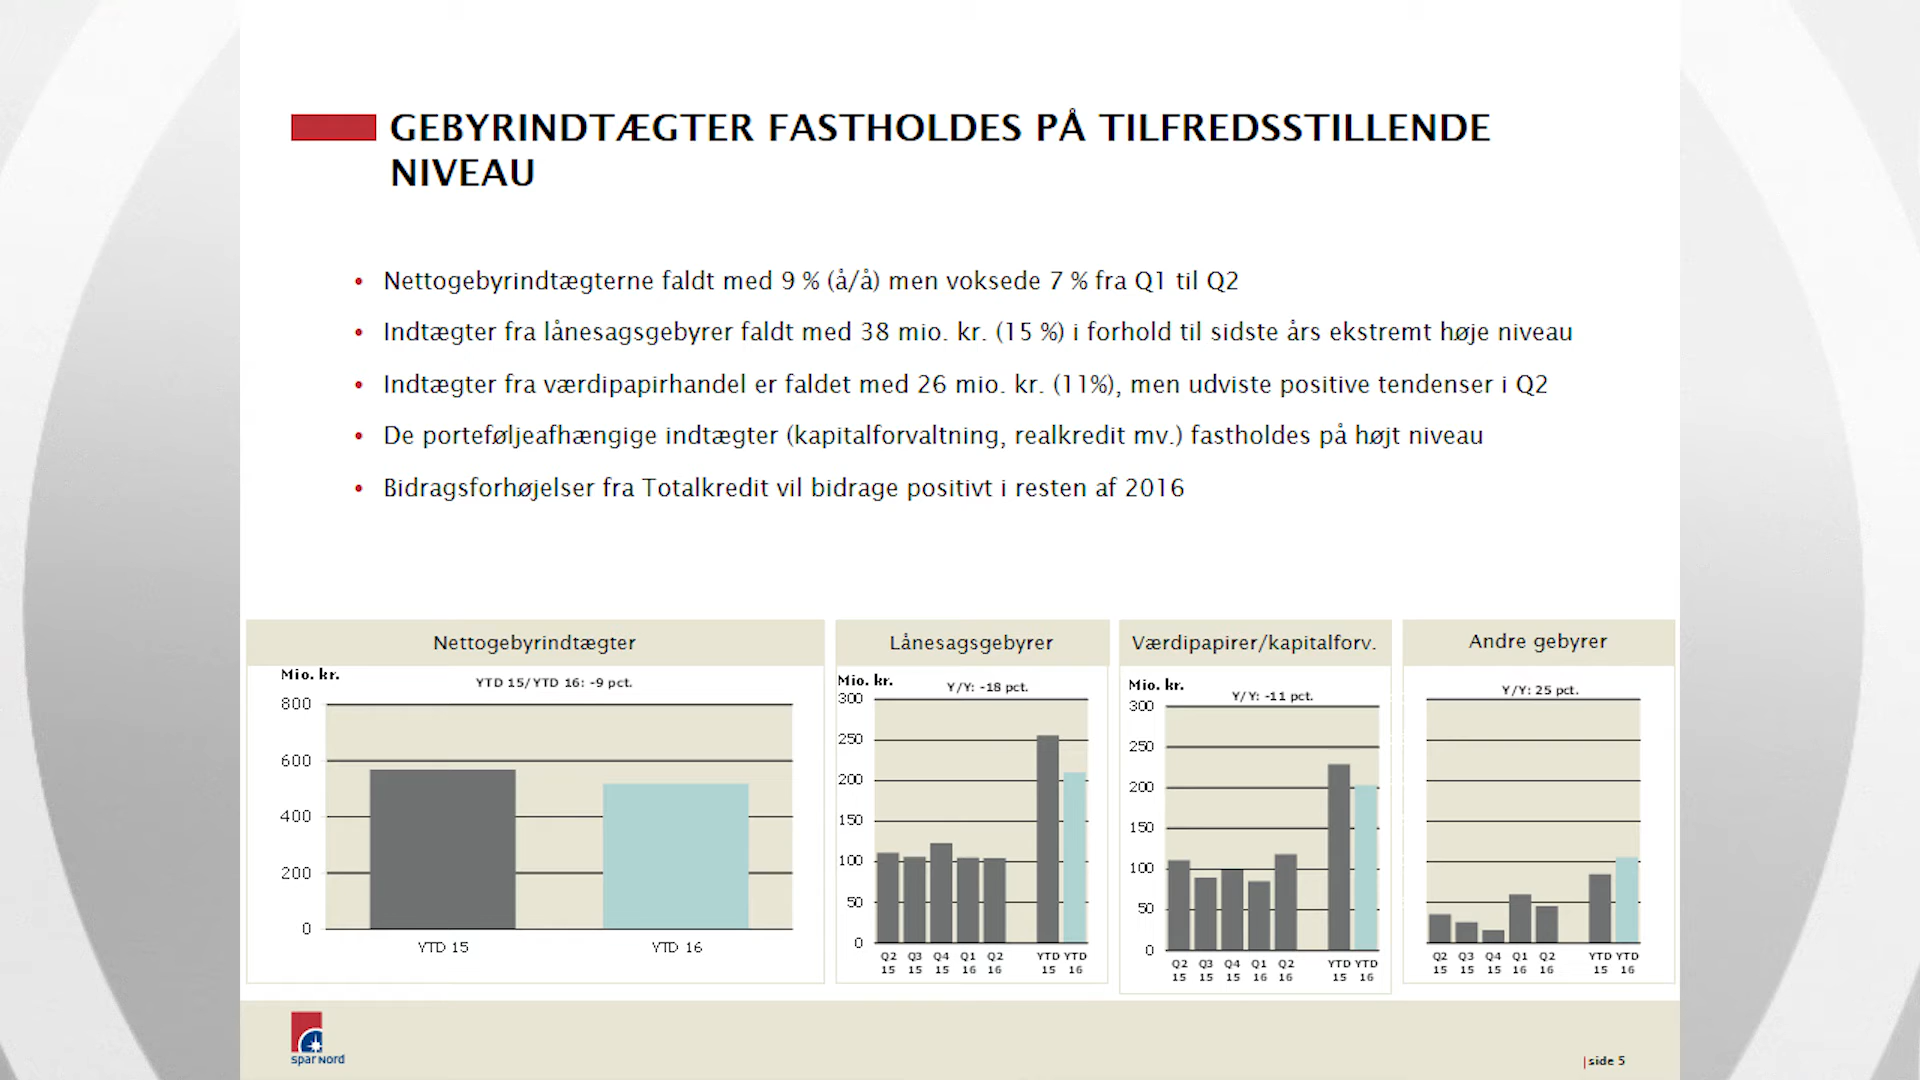 GEBYRINDTÆGTER FASTHOLDES PÅ TILFREDSSTILLENDE
NIVEAU
• Nettogebyrindtægterne faldt med 9 % (å/å) men voksede 7 % fra Q1 til Q2
• Indtægter fra lånesagsgebyrer faldt med 38 mio. kr. (15 %) i forhold til sidste års ekstremt høje niveau
• Indtægter fra værdipapirhandel er faldet med 26 mio. kr. (11%), men udviste positive tendenser i Q2
• De porteføljeafhængige indtægter (kapitalforvaltning, realkredit mv.) fastholdes på højt niveau
• Bidragsforhøjelser fra Totalkredit vil bidrage positivt i resten af 2016
Nettogebyrindtægter
Mio. kr.
YTD 15/YTD 16: -9 pct.
800
600
400
200
0
YTD 15 YTD 16
Lånesagsgebyrer
Mio. kr.
Y/Y: -18 pct.
300
250
200
150
100
50
0
Q2 Q3 Q4 Q1 Q2 YTD YTD
15 15 15 16 16 15 16
Værdipapirer/kapitalforv.
Mio. kr.
Y/Y: -11 pct.
300
250
200
150
100
50
0
Q2 Q3 Q4 Q1 Q2 YTD YTD
15 15 15 16 16 15 16
Andre gebyrer
Y/Y: 25 pct.
Q2 Q3 Q4 Q1 Q2 YTD YTD
15 15 15 16 16 15 16
spar nord
|side 5